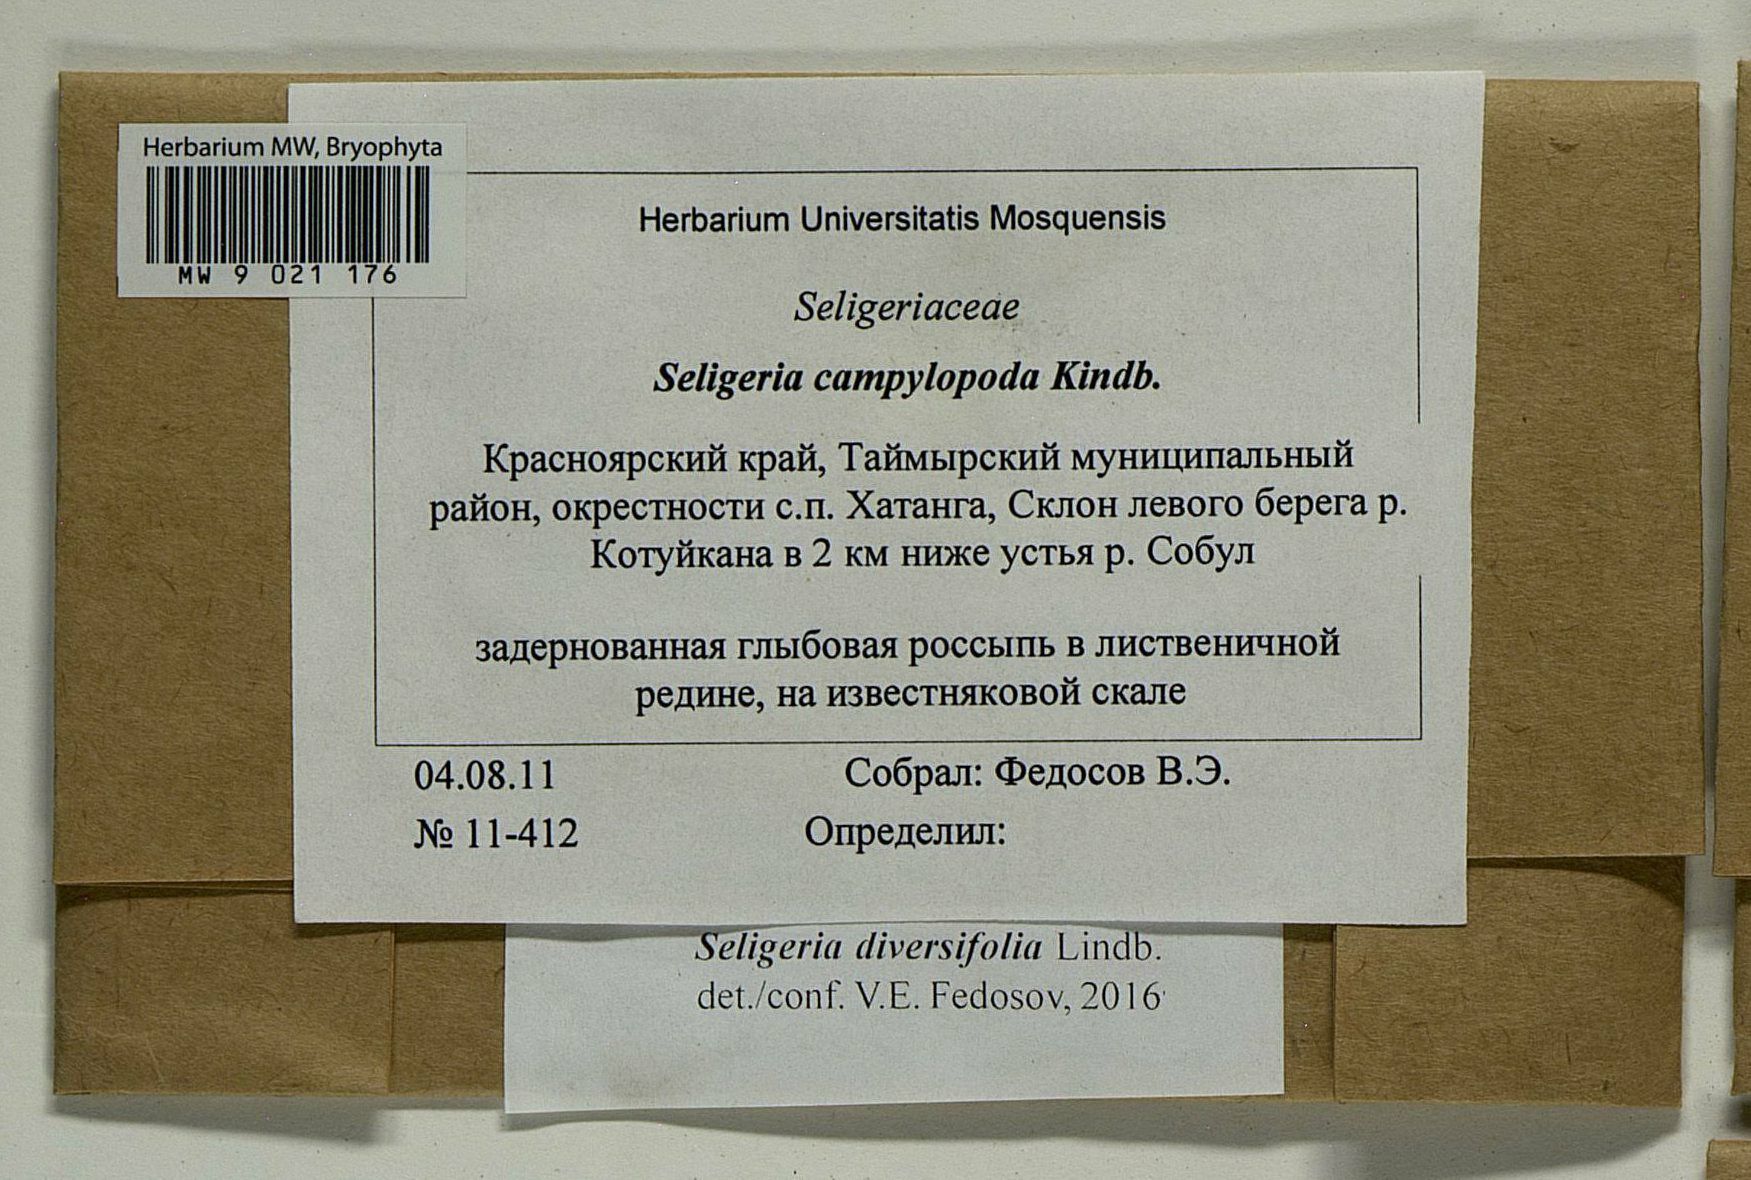 Herbarium MW, Bryophyta
MW 9 021 176
Herbarium Universitatis Mosquensis
Seligeriaceae
Seligeria campylopoda Kindb.
Красноярский край, Таймырский муниципальный
район, окрестности с.п. Хатанга, Склон левого берега р.
Котуйкана в 2 км ниже устья р. Собул
задернованная глыбовая россыпь в лиственичной
редине, на известняковой скале
04.08.11
Собрал: Федосов В.Э.
№ 11-412
Определил:
Seligeria diversifolia Lindb.
det./conf. V.E. Fedosov, 2016